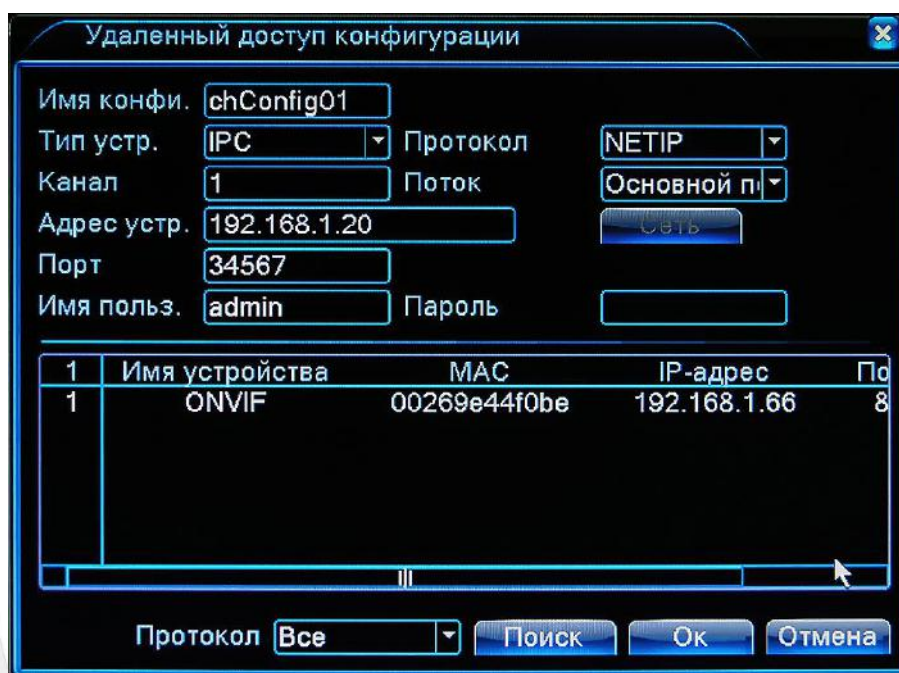 Удаленный доступ конфигурации
Имя конфи. chConfig01
Тип устр. IPC Протокол NETIP
Канал 1 Поток Основной п
Адрес устр. 192.168.1.20 Сеть
Порт 34567
Имя польз. admin Пароль
1 Имя устройства MAC IP-адрес По
1 ONVIF 00269e44f0be 192.168.1.66 8
Протокол Все Поиск Ок Отмена